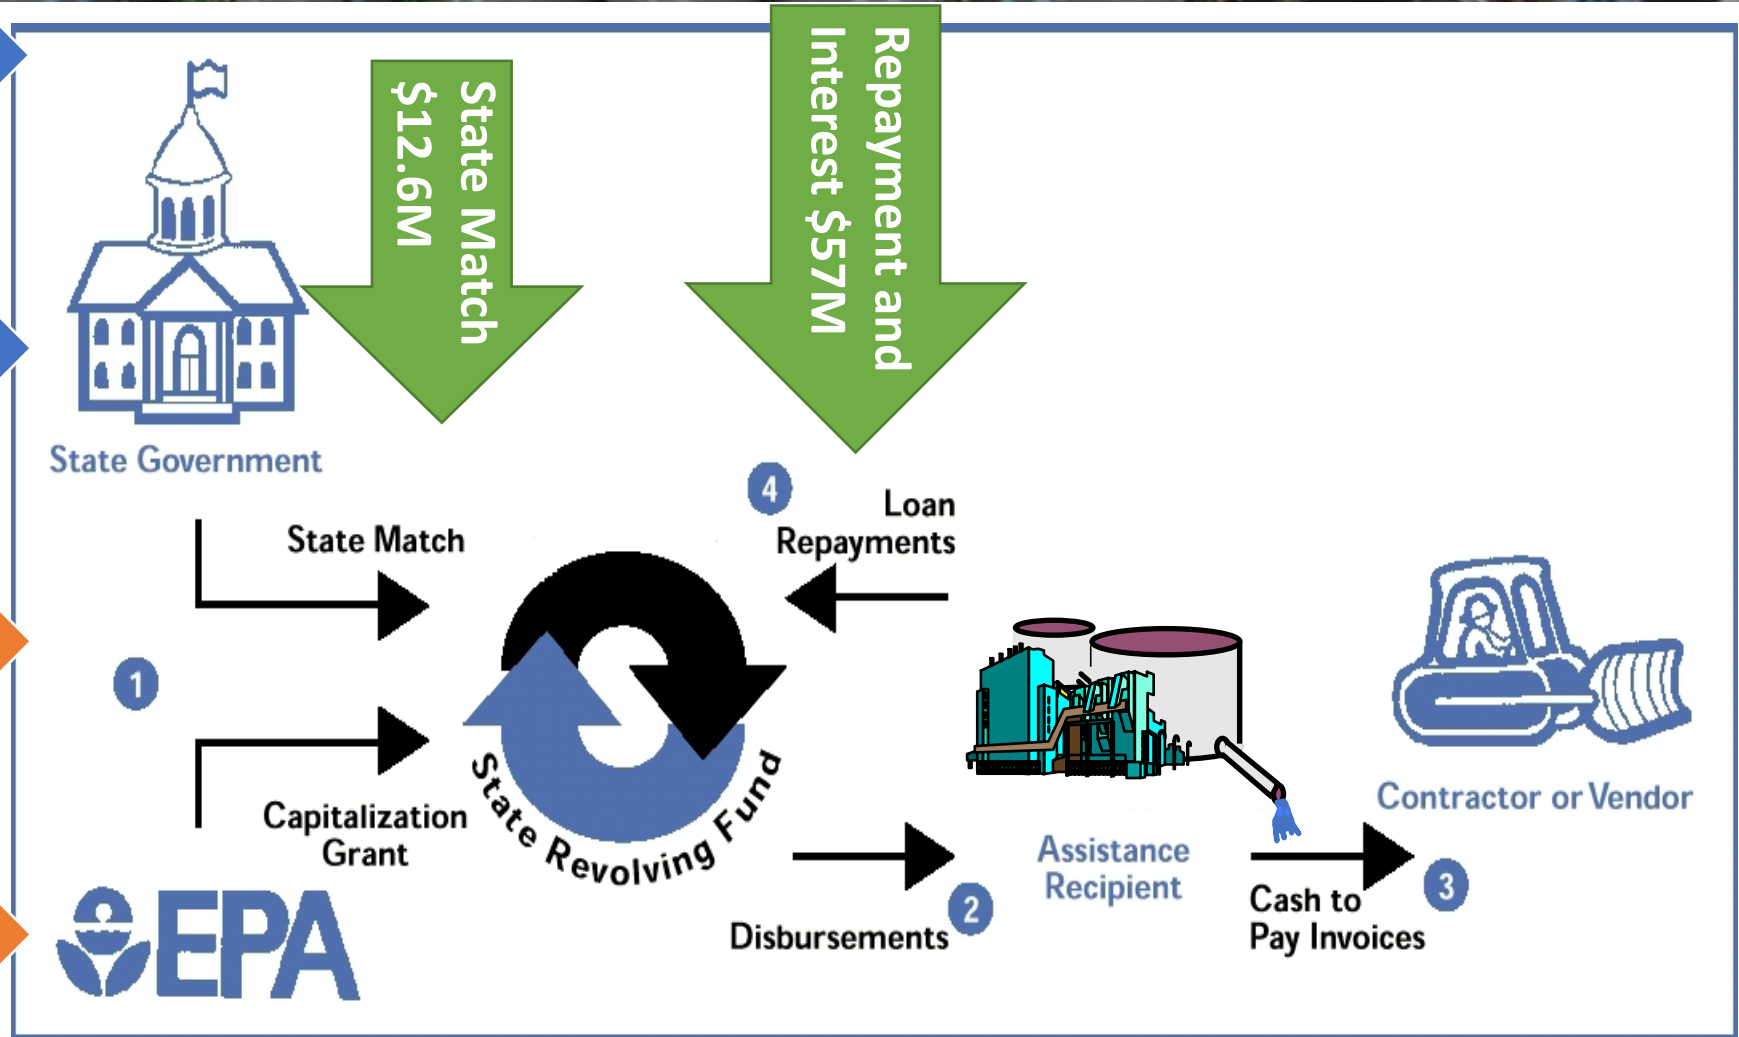 State Match
$12.6M
Repayment and
Interest $57M
State Government
4
Loan
Repayments
State Match
1
Capitalization
Grant
State Revolving Fund
EPA
Disbursements
2
Assistance
Recipient
Contractor or Vendor
3
Cash to
Pay Invoices